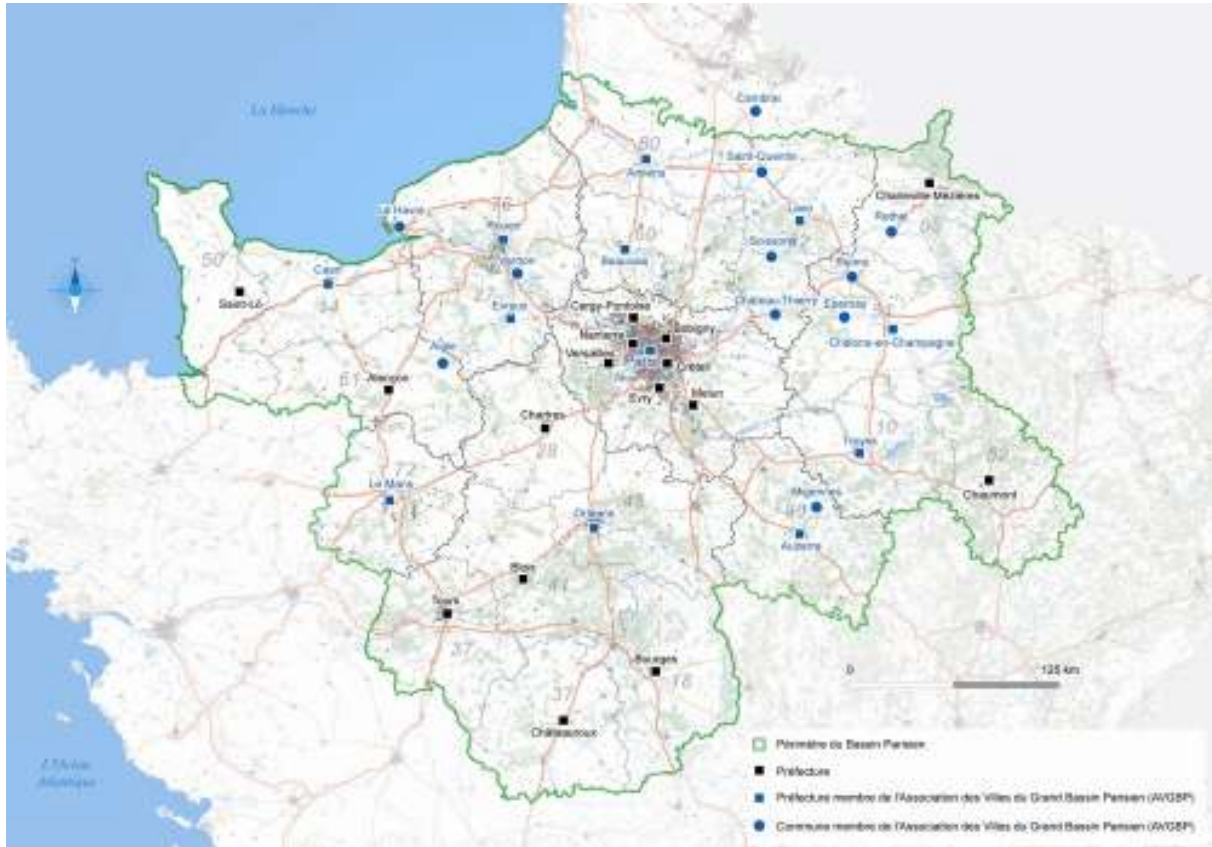 La Manche
Cambrai
80
Saint-Quentin
Amiens
Charleville-Mézières
Laon
Rethel
Le Havre
76
Rouen
60
Soissons
50
Beauvais
Reims
Caen
Vernon
Saint-Lô
Château-Thierry
Epernay
Cergy-Pontoise
Evreux
Bobigny
Châlons-en-Champagne
Nanterre
Paris
Versailles
Créteil
Aigle
61
Alençon
Evry
Melun
Chartres
28
10
Troyes
52
Chaumont
72
Le Mans
45
Orléans
Migennes
Auxerre
Blois
41
Tours
37
Bourges
18
0 125 km
37
Châteauroux
Périmètre du Bassin Parisien
Préfecture
L'Océan
Atlantique
Préfecture membre de l'Association des Villes du Grand Bassin Parisien (AVGBP)
Commune membre de l'Association des Villes du Grand Bassin Parisien (AVGBP)